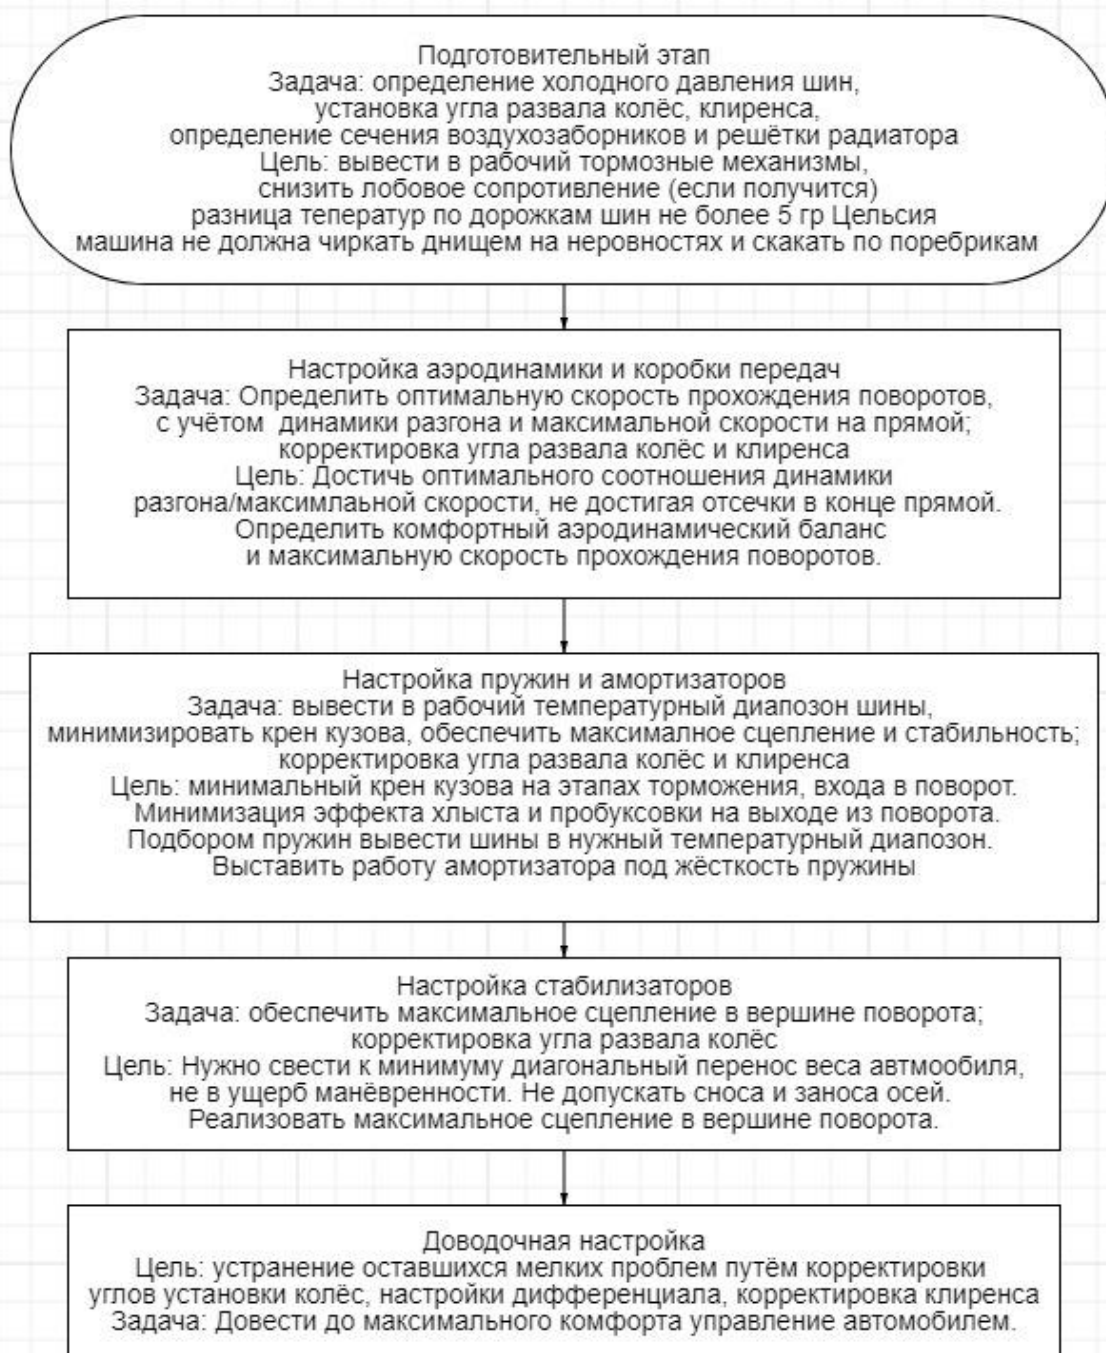 Подготовительный этап
Задача: определение холодного давления шин,
установка угла развала колёс, клиренса,
определение сечения воздухозаборников и решётки радиатора
Цель: вывести в рабочий тормозные механизмы,
снизить лобовое сопротивление (если получится)
разница теператур по дорожкам шин не более 5 гр Цельсия
машина не должна чиркать днищем на неровностях и скакать по поребрикам
Настройка аэродинамики и коробки передач
Задача: Определить оптимальную скорость прохождения поворотов,
с учётом динамики разгона и максимальной скорости на прямой;
корректировка угла развала колёс и клиренса
Цель: Достичь оптимального соотношения динамики
разгона/максимлаьной скорости, не достигая отсечки в конце прямой.
Определить комфортный аэродинамический баланс
и максимальную скорость прохождения поворотов.
Настройка пружин и амортизаторов
Задача: вывести в рабочий температурный диапозон шины,
минимизировать крен кузова, обеспечить максималное сцепление и стабильность;
корректировка угла развала колёс и клиренса
Цель: минимальный крен кузова на этапах торможения, входа в поворот.
Минимизация эффекта хлыста и пробуксовки на выходе из поворота.
Подбором пружин вывести шины в нужный температурный диапозон.
Выставить работу амортизатора под жёсткость пружины
Настройка стабилизаторов
Задача: обеспечить максимальное сцепление в вершине поворота;
корректировка угла развала колёс
Цель: Нужно свести к минимуму диагональный перенос веса автмообиля,
не в ущерб манёвренности. Не допускать сноса и заноса осей.
Реализовать максимальное сцепление в вершине поворота.
Доводочная настройка
Цель: устранение оставшихся мелких проблем путём корректировки
углов установки колёс, настройки дифференциала, корректировка клиренса
Задача: Довести до максимального комфорта управление автомобилем.